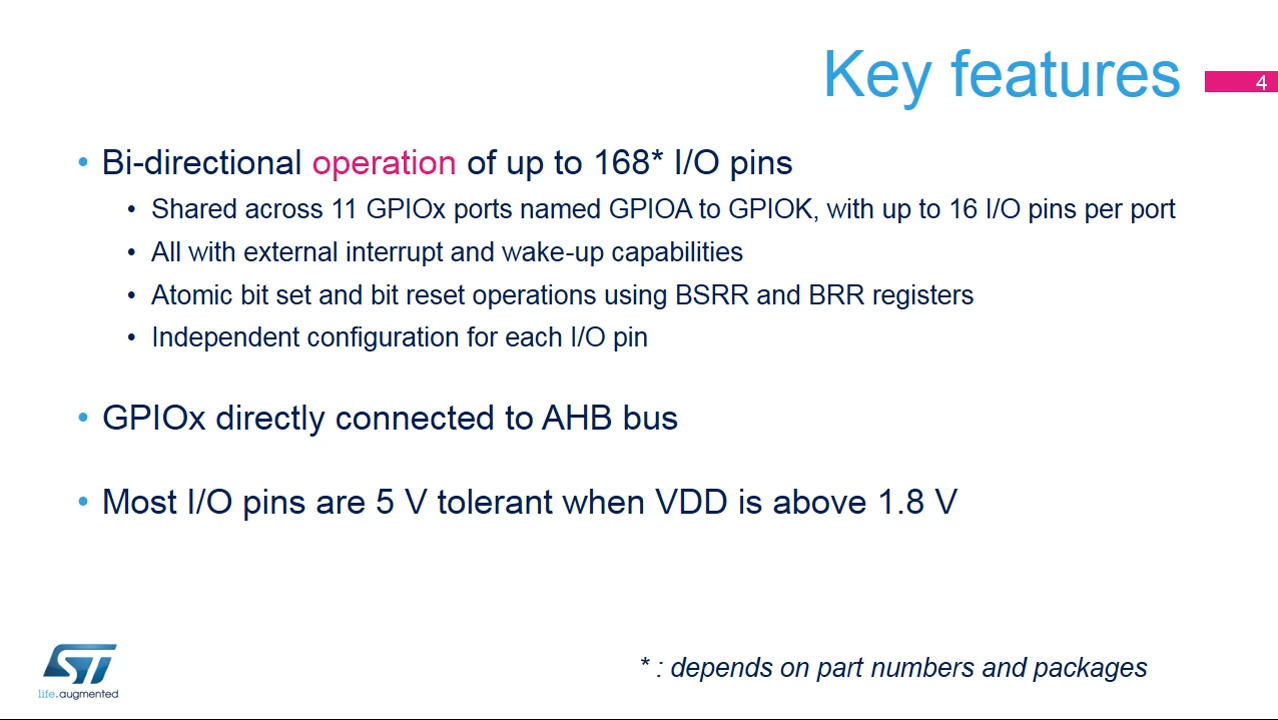 Key features
4
• Bi-directional operation of up to 168* I/O pins
• Shared across 11 GPIOx ports named GPIOA to GPIOK, with up to 16 I/O pins per port
• All with external interrupt and wake-up capabilities
• Atomic bit set and bit reset operations using BSRR and BRR registers
• Independent configuration for each I/O pin
• GPIOx directly connected to AHB bus
• Most I/O pins are 5 V tolerant when VDD is above 1.8 V
ST
life.augmented
* : depends on part numbers and packages